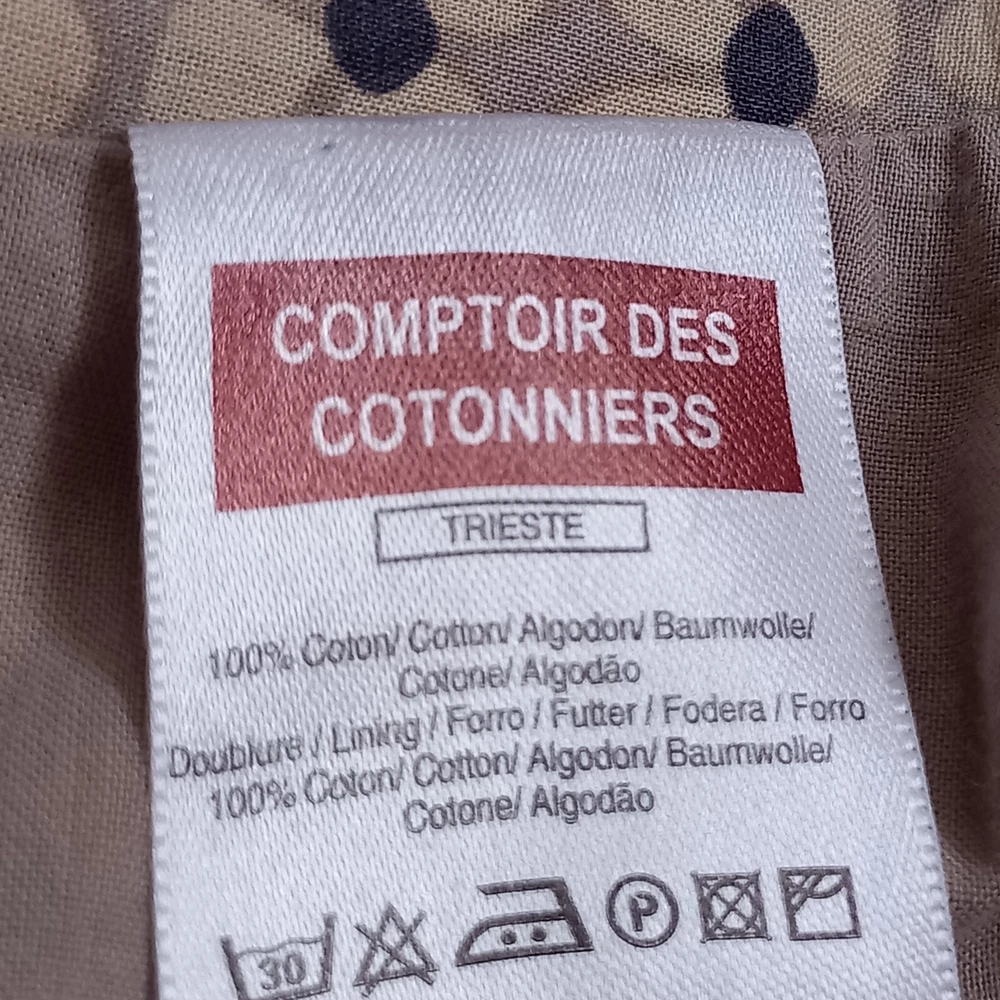 COMPTOIR DES
COTONNIERS
TRIESTE
100% Coton/ Cotton/ Algodon/ Baumwolle/
Cotone/ Algodão
Doublure / Lining / Forro / Futter / Fodera / Forro
100% Coton/ Cotton/ Algodon/ Baumwolle/
Cotone/ Algodão
30 P